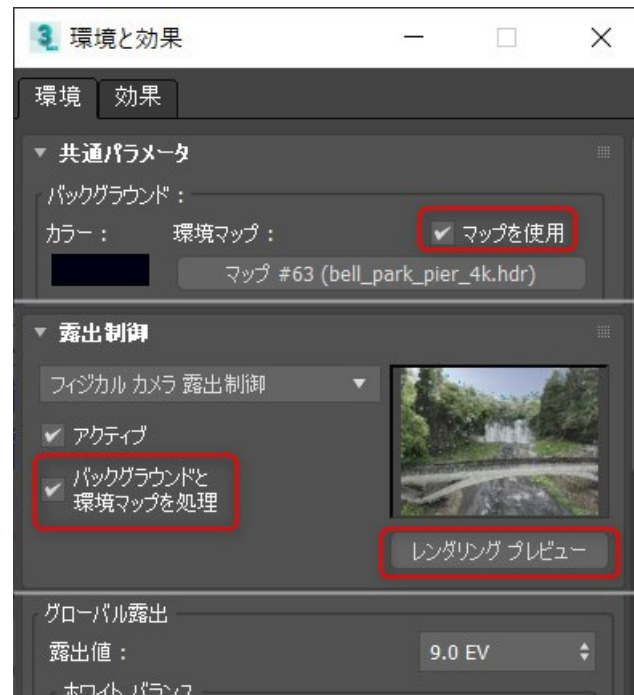 3 環境と効果
環境 効果
共通パラメータ
バックグラウンド：
カラー： 環境マップ： マップを使用
マップ #63 (bell_park_pier_4k.hdr)
露出制御
フィジカル カメラ 露出制御
アクティブ
バックグラウンドと
環境マップを処理
レンダリング プレビュー
グローバル露出
露出値： 9.0 EV
ホワイト バランス